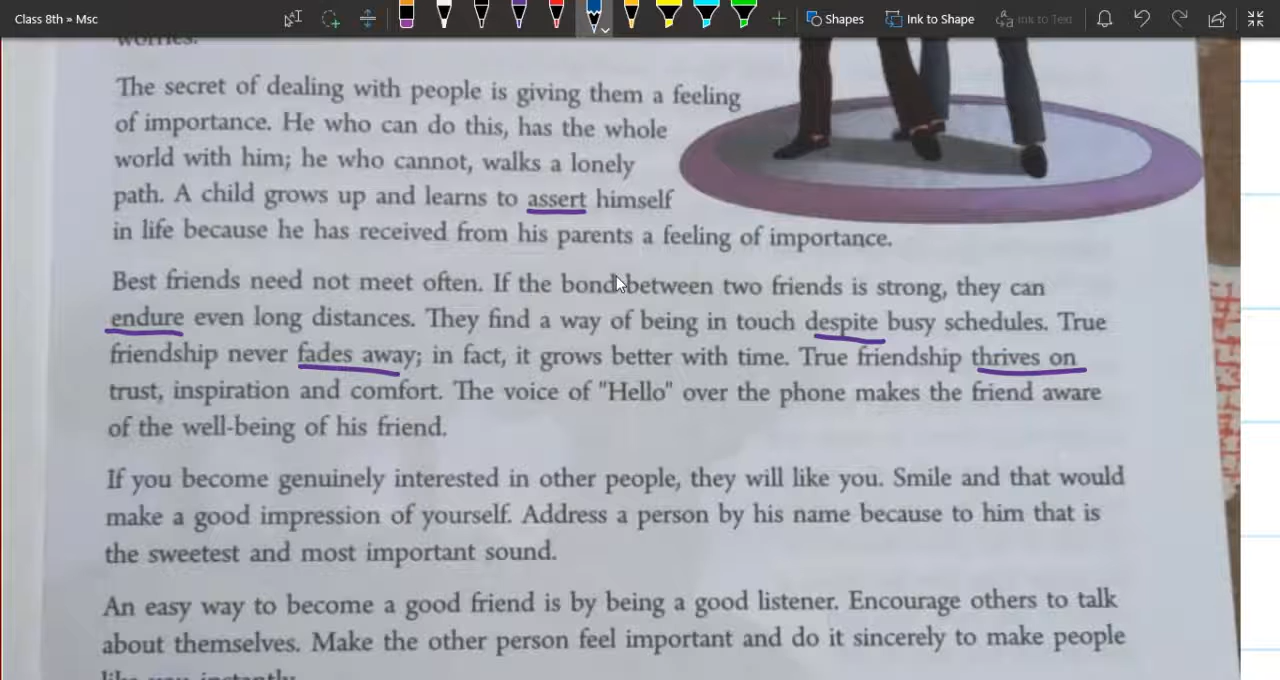 Class 8th » Msc
Shapes
Ink to Shape
Ink to Text
worries.
The secret of dealing with people is giving them a feeling
of importance. He who can do this, has the whole
world with him; he who cannot, walks a lonely
path. A child grows up and learns to assert himself
in life because he has received from his parents a feeling of importance.
Best friends need not meet often. If the bond between two friends is strong, they can
endure even long distances. They find a way of being in touch despite busy schedules. True
friendship never fades away; in fact, it grows better with time. True friendship thrives on
trust, inspiration and comfort. The voice of "Hello" over the phone makes the friend aware
of the well-being of his friend.
If you become genuinely interested in other people, they will like you. Smile and that would
make a good impression of yourself. Address a person by his name because to him that is
the sweetest and most important sound.
An easy way to become a good friend is by being a good listener. Encourage others to talk
about themselves. Make the other person feel important and do it sincerely to make people
like you instantly.